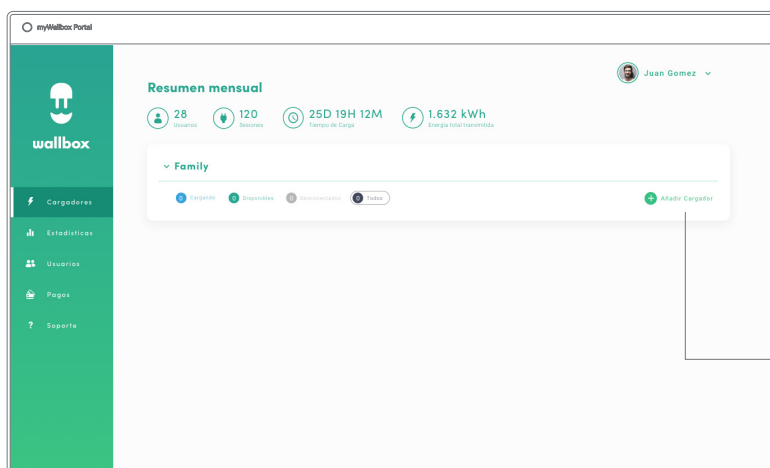 myWallbox Portal
wallbox
Juan Gomez
Resumen mensual
28
Usuarios
120
Sesiones
25D 19H 12M
Tiempo de Carga
1.632 kWh
Energía total transmitida
Family
0 Cargando
0 Disponibles
0 Desconectados
0 Todos
+ Añadir Cargador
Cargadores
Estadísticas
Usuarios
Pagos
? Soporte